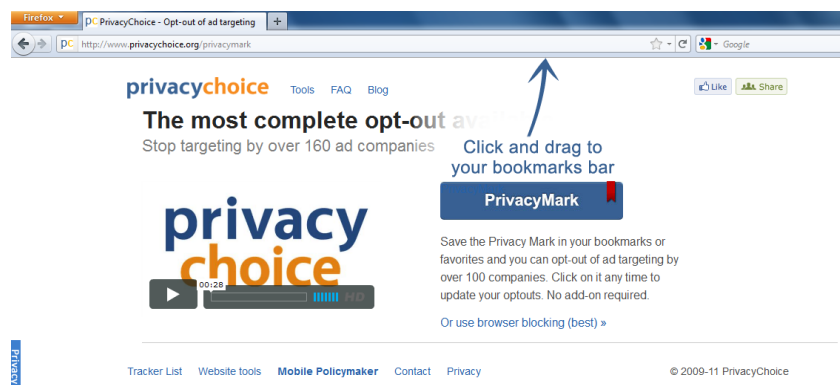 Firefox
PC PrivacyChoice - Opt-out of ad targeting
+
PC http://www.privacychoice.org/privacymark
Google
privacychoice Tools FAQ Blog
Like Share
The most complete opt-out
Stop targeting by over 160 ad companies
Click and drag to
your bookmarks bar
PrivacyMark
privacy
choice
00:28
HD
Save the Privacy Mark in your bookmarks or
favorites and you can opt-out of ad targeting by
over 100 companies. Click on it any time to
update your optouts. No add-on required.
Or use browser blocking (best) »
Privacy
Tracker List Website tools Mobile Policymaker Contact Privacy
© 2009-11 PrivacyChoice